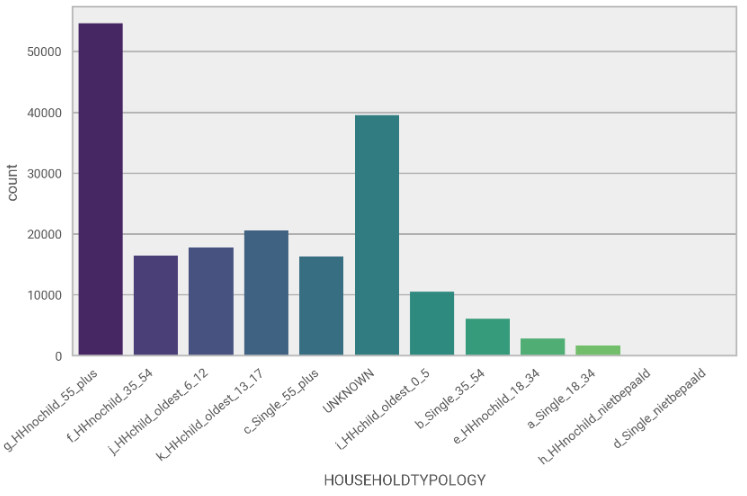 50000
40000
30000
20000
10000
0
count
g_HHnochild_55_plus
f_HHnochild_35_54
j_HHchild_oldest_6_12
k_HHchild_oldest_13_17
c_Single_55_plus
UNKNOWN
i_HHchild_oldest_0_5
b_Single_35_54
e_HHnochild_18_34
a_Single_18_34
h_HHnochild_nietbepaald
d_Single_nietbepaald
HOUSEHOLDTYPOLOGY